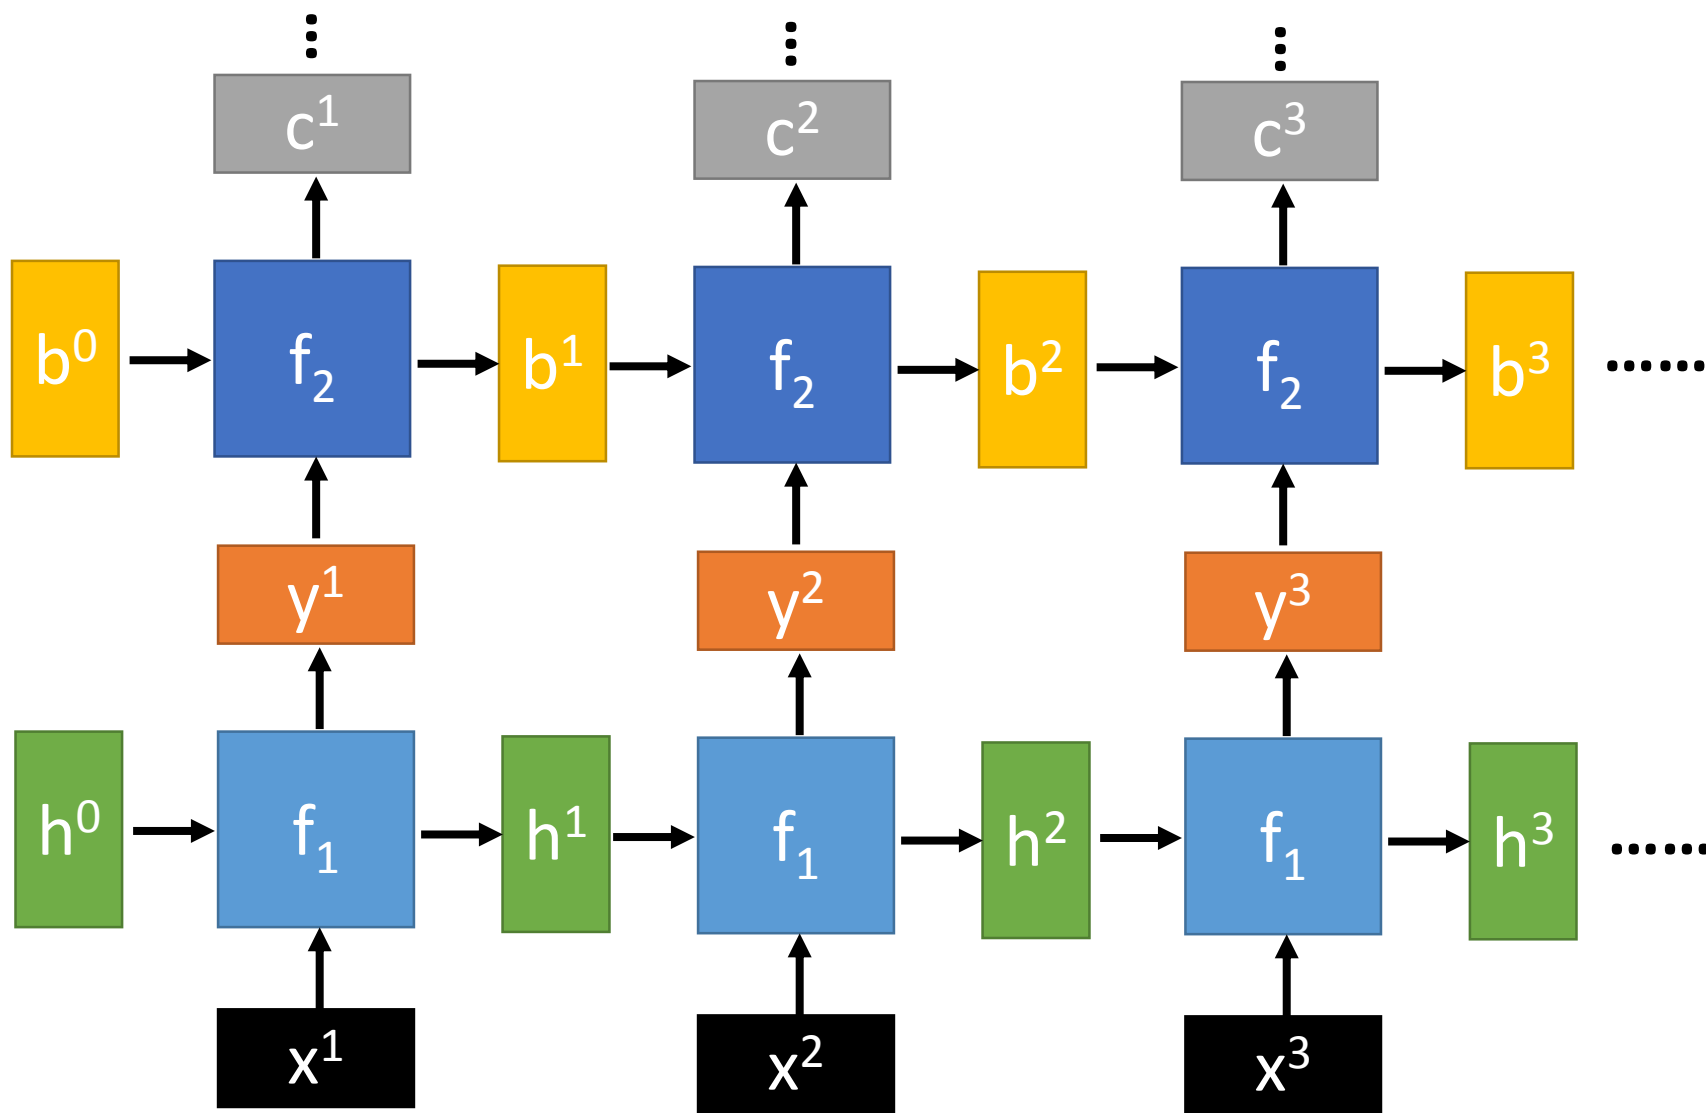 ⋮ ⋮ ⋮
c¹ c² c³
b⁰ f₂ b¹ f₂ b² f₂ b³ ......
y¹ y² y³
h⁰ f₁ h¹ f₁ h² f₁ h³ ......
x¹ x² x³